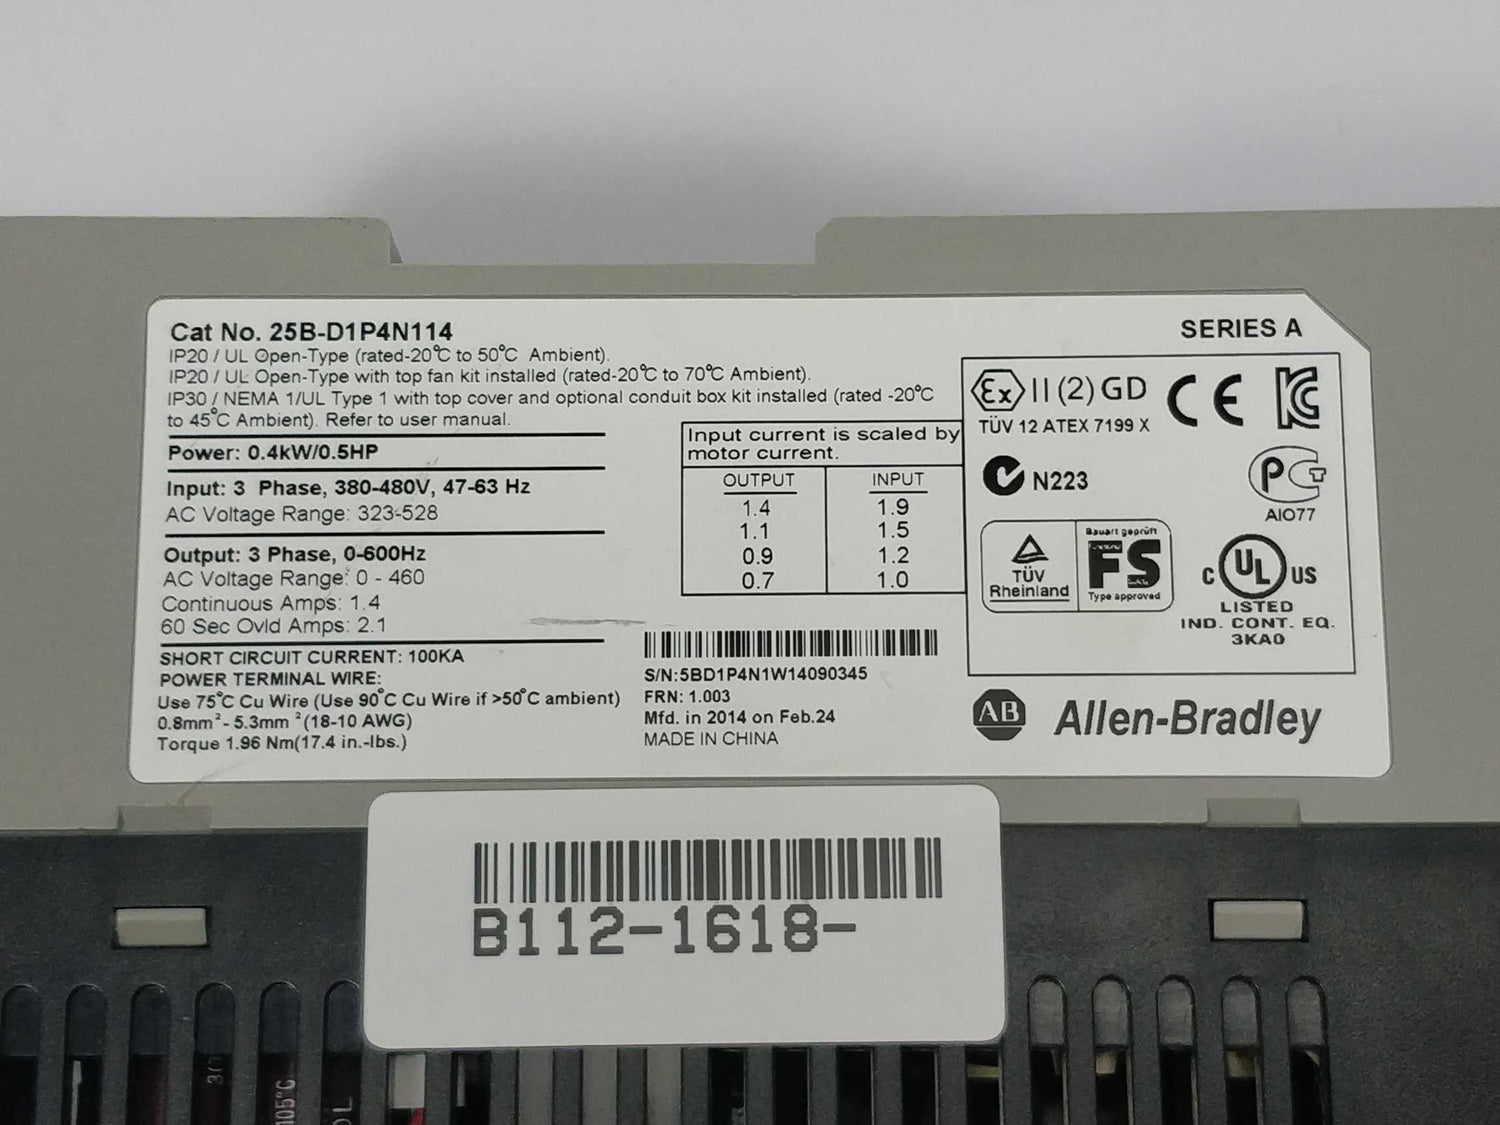 Cat No. 25B-D1P4N114
SERIES A
IP20 / UL Open-Type (rated-20°C to 50°C Ambient).
IP20 / UL Open-Type with top fan kit installed (rated-20°C to 70°C Ambient).
IP30 / NEMA 1/UL Type 1 with top cover and optional conduit box kit installed (rated -20°C
to 45°C Ambient). Refer to user manual.
Power: 0.4kW/0.5HP
Input: 3 Phase, 380-480V, 47-63 Hz
AC Voltage Range: 323-528
Output: 3 Phase, 0-600Hz
AC Voltage Range: 0 - 460
Continuous Amps: 1.4
60 Sec Ovld Amps: 2.1
SHORT CIRCUIT CURRENT: 100KA
POWER TERMINAL WIRE:
Use 75°C Cu Wire (Use 90°C Cu Wire if >50°C ambient)
0.8mm² - 5.3mm² (18-10 AWG)
Torque 1.96 Nm(17.4 in.-lbs.)
Input current is scaled by
motor current.
OUTPUT INPUT
1.4 1.9
1.1 1.5
0.9 1.2
0.7 1.0
S/N:5BD1P4N1W14090345
FRN: 1.003
Mfd. in 2014 on Feb.24
MADE IN CHINA
Ex II (2) GD
TÜV 12 ATEX 7199 X
CE
KC
N223
PCT
AIO77
TÜV
Rheinland
Bauart geprüft
FS
Type approved
C UL US
LISTED
IND. CONT. EQ.
3KA0
AB Allen-Bradley
B112-1618-
105°C